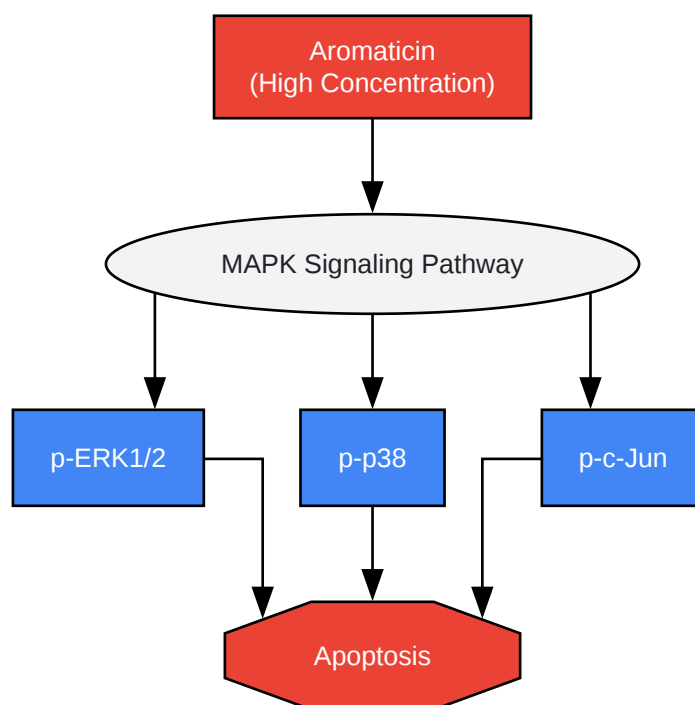 Aromaticin
(High Concentration)
MAPK Signaling Pathway
p-ERK1/2
p-p38
p-c-Jun
Apoptosis